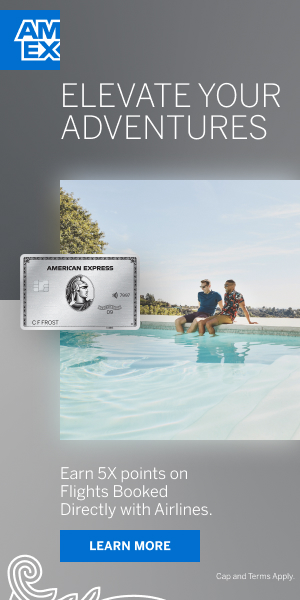 AM
EX
ELEVATE YOUR
ADVENTURES
AMERICAN EXPRESS
C F FROST
Earn 5X points on
Flights Booked
Directly with Airlines.
LEARN MORE
Cap and Terms Apply.